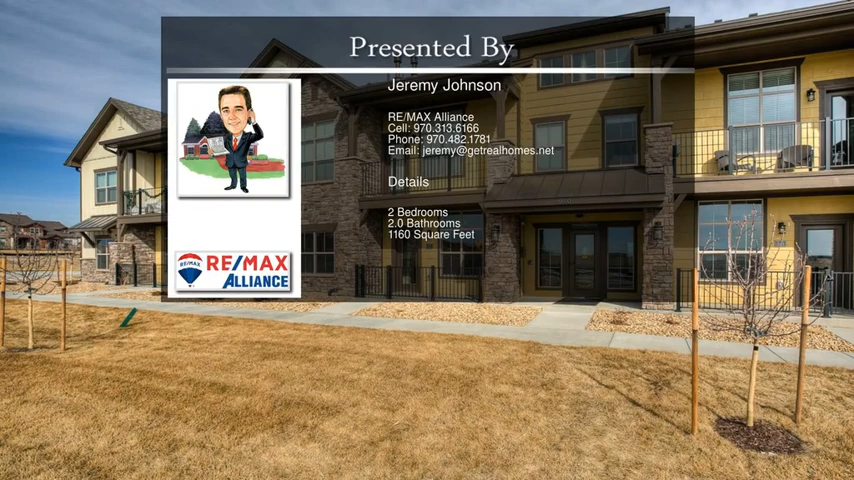 Presented By
Jeremy Johnson
RE/MAX Alliance
Cell: 970.313.6166
Phone: 970.482.1781
Email: jeremy@getrealhomes.net
Details
2 Bedrooms
2.0 Bathrooms
1160 Square Feet
RE/MAX
RE/MAX
ALLIANCE